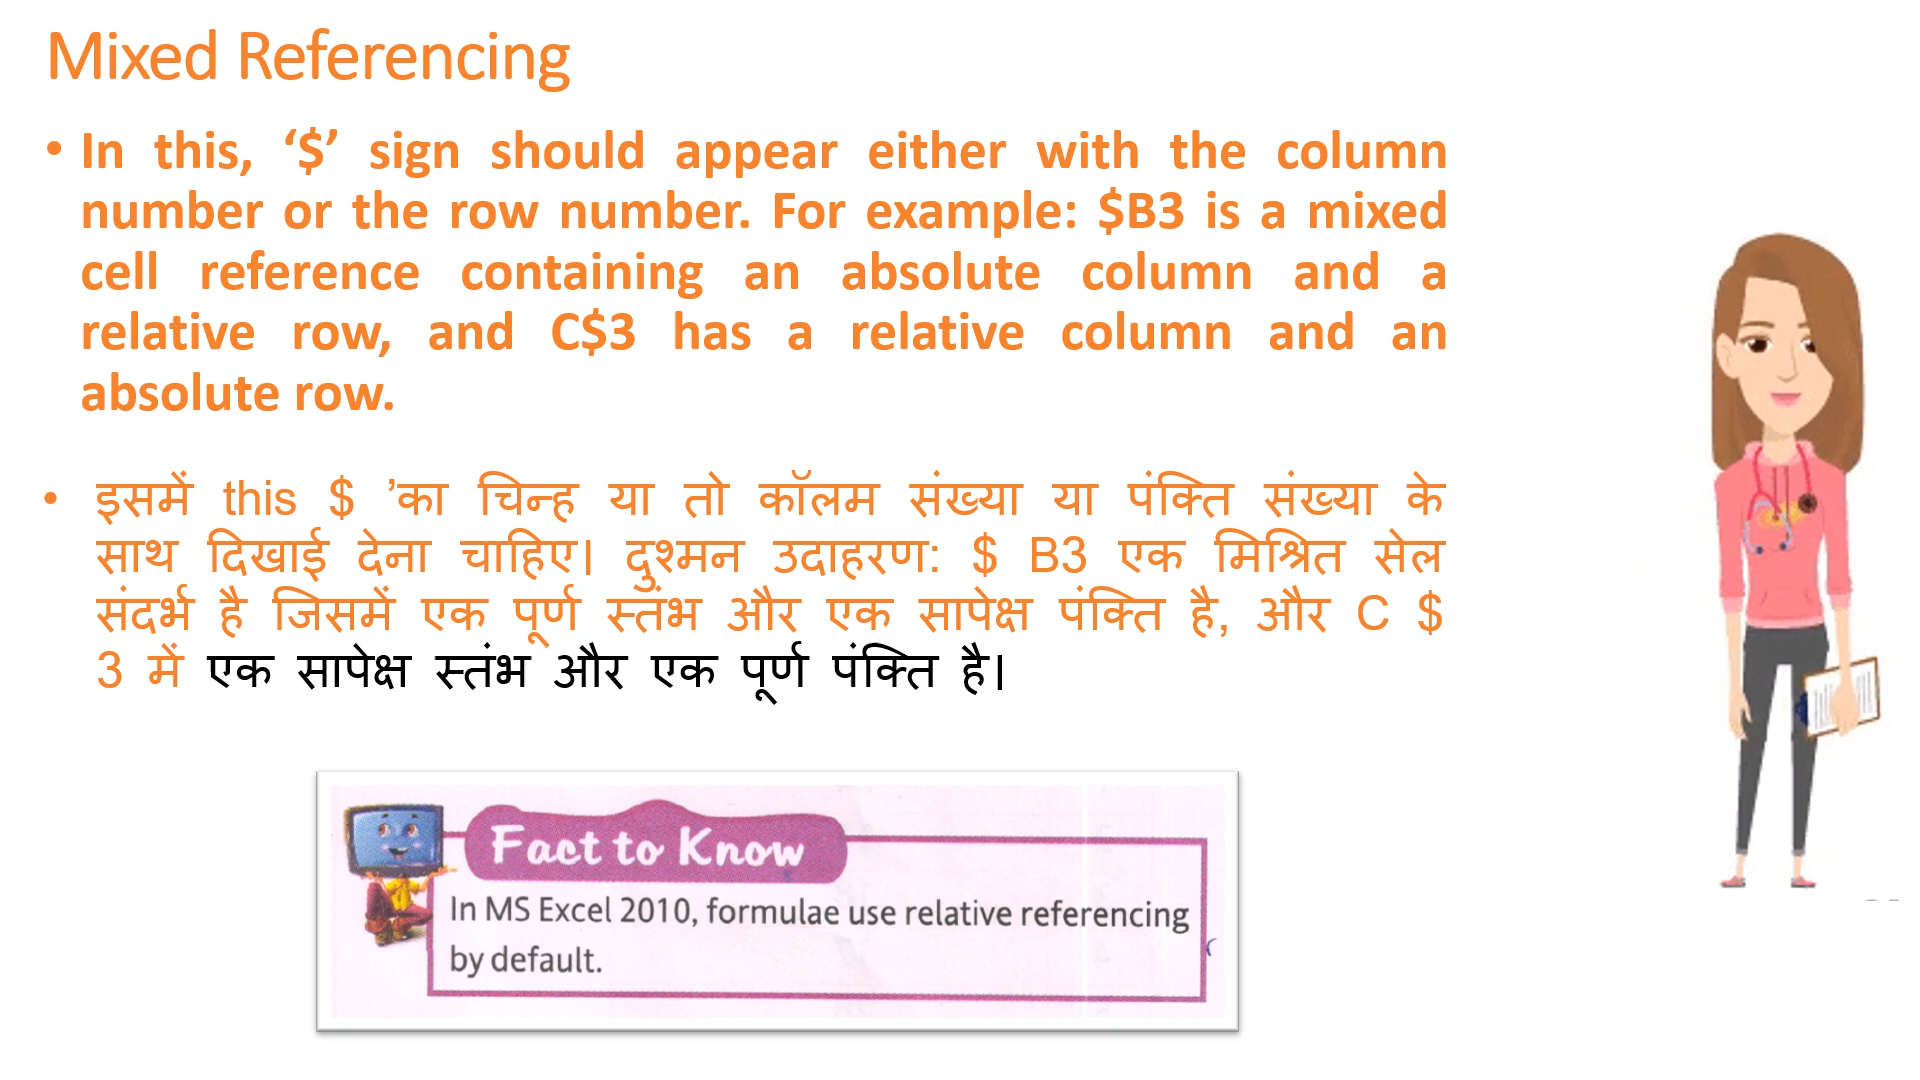 Mixed Referencing
• In this, ‘$’ sign should appear either with the column
number or the row number. For example: $B3 is a mixed
cell reference containing an absolute column and a
relative row, and C$3 has a relative column and an
absolute row.
• इसमें this $ ’का चिन्ह या तो कॉलम संख्या या पंक्ति संख्या के
साथ दिखाई देना चाहिए। दुश्मन उदाहरण: $ B3 एक मिश्रित सेल
संदर्भ है जिसमें एक पूर्ण स्तंभ और एक सापेक्ष पंक्ति है, और C $
3 में एक सापेक्ष स्तंभ और एक पूर्ण पंक्ति है।
Fact to Know
In MS Excel 2010, formulae use relative referencing
by default.